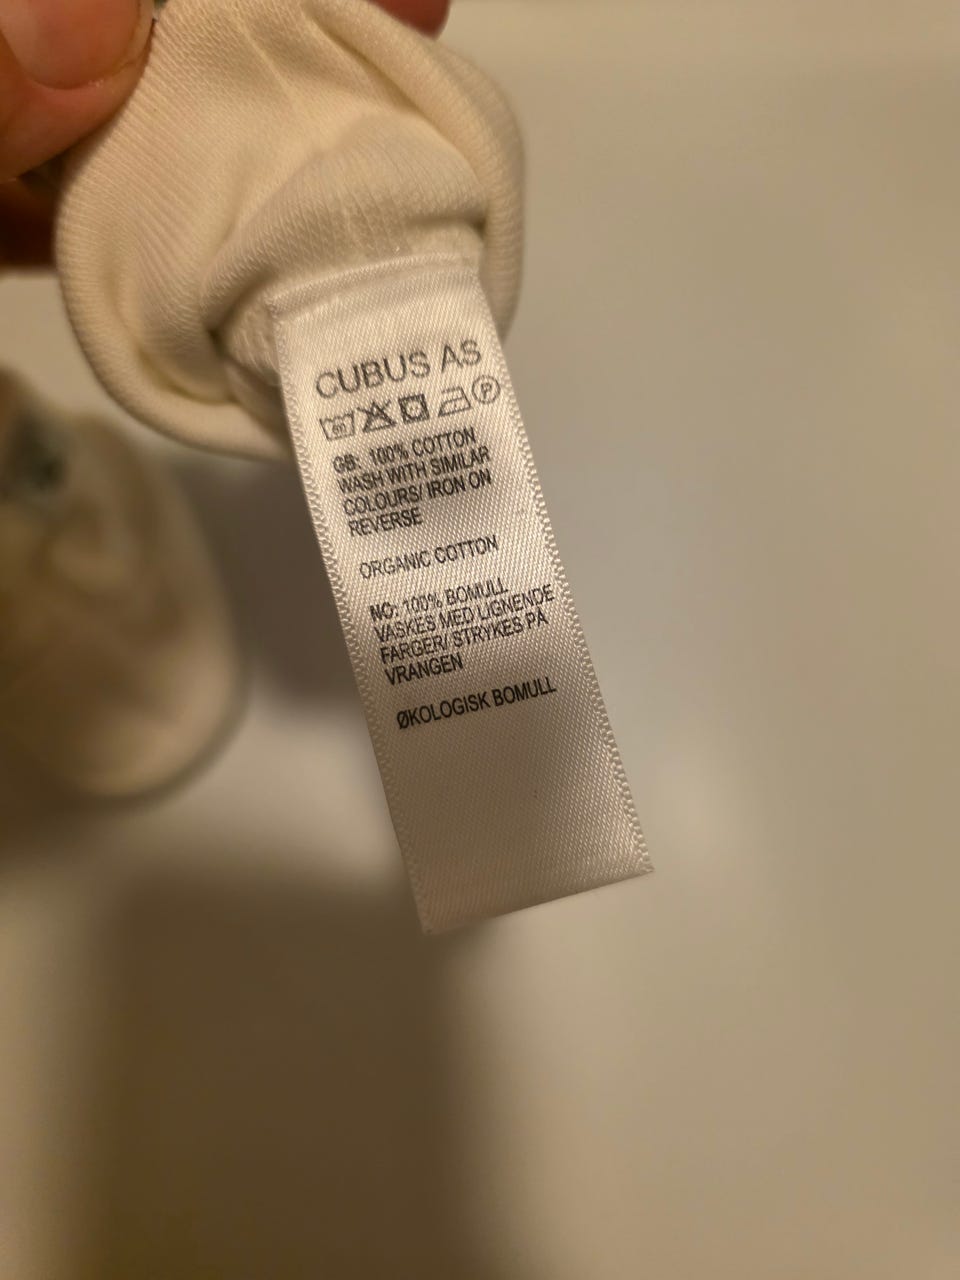 CUBUS AS
P
GB: 100% COTTON
WASH WITH SIMILAR
COLOURS/ IRON ON
REVERSE
ORGANIC COTTON
NO: 100% BOMULL
VASKES MED LIGNENDE
FARGER/ STRYKES PÅ
VRANGEN
ØKOLOGISK BOMULL